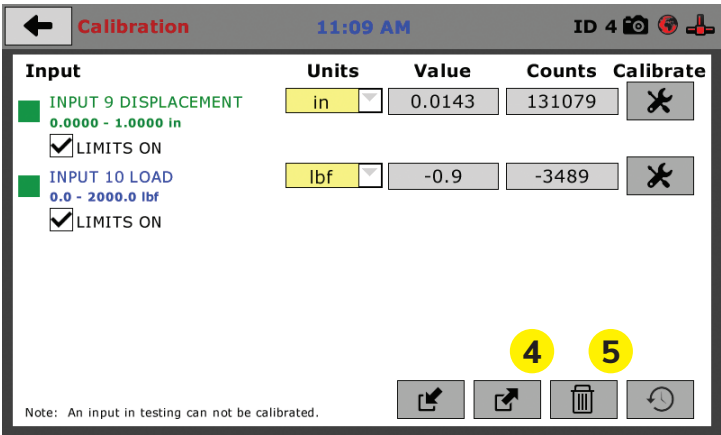 Calibration 11:09 AM ID 4
Input Units Value Counts Calibrate
INPUT 9 DISPLACEMENT in 0.0143 131079
0.0000 - 1.0000 in
LIMITS ON
INPUT 10 LOAD lbf -0.9 -3489
0.0 - 2000.0 lbf
LIMITS ON
4 5
Note: An input in testing can not be calibrated.